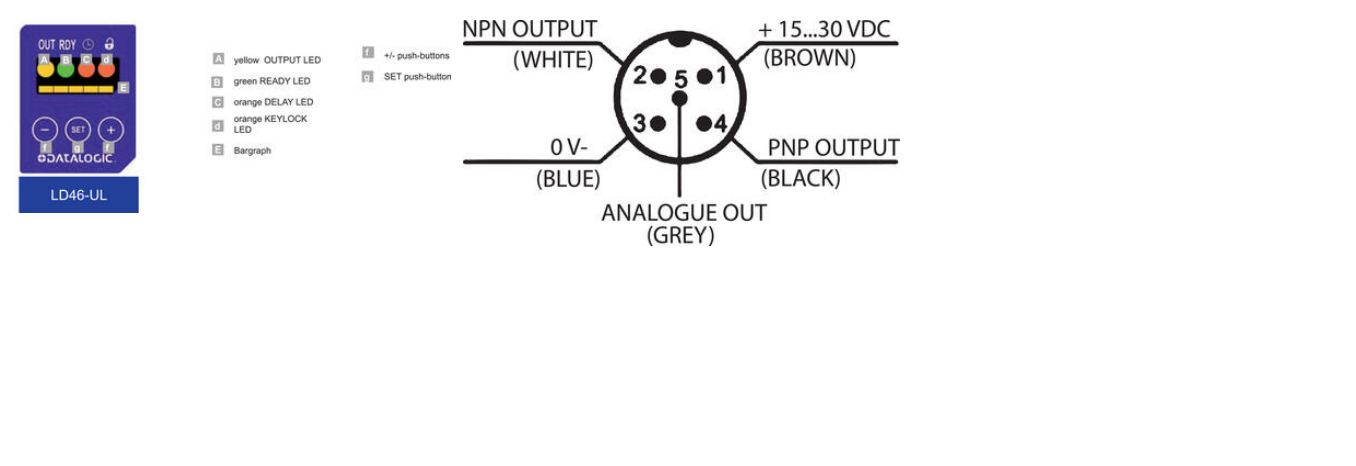 OUT RDY
A B C d
E
- SET +
f g f
DATALOGIC
LD46-UL
A yellow OUTPUT LED
B green READY LED
C orange DELAY LED
d orange KEYLOCK
LED
E Bargraph
f +/- push-buttons
g SET push-button
NPN OUTPUT
(WHITE)
+ 15...30 VDC
(BROWN)
2 5 1
3 4
0 V-
(BLUE)
PNP OUTPUT
(BLACK)
ANALOGUE OUT
(GREY)